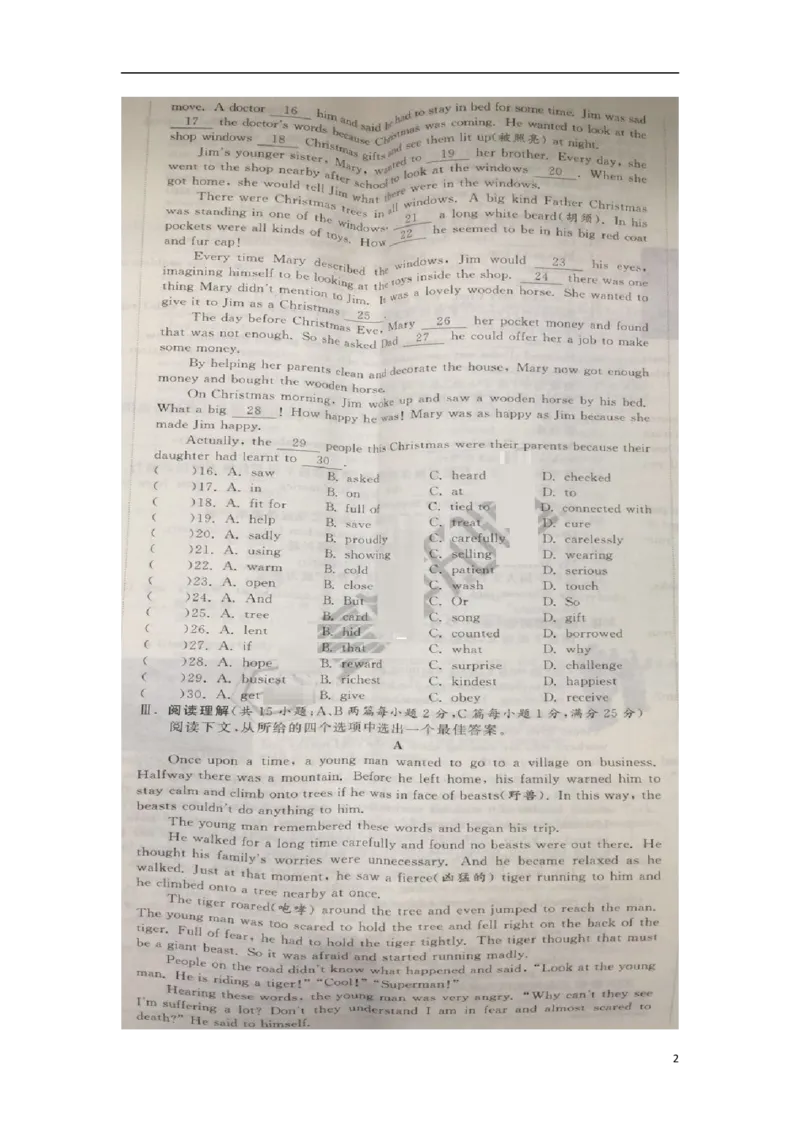 move. A doctor 16 him and said he had to stay in bed for some time. Jim was sad
17 the doctor's words because Christmas was coming. He wanted to look at the
shop windows 18 Christmas gifts and see them lit up(被照亮) at night.
Jim's younger sister, Mary, wanted to 19 her brother. Every day, she
went to the shop nearby after school to look at the windows 20 . When she
got home, she would tell Jim what there were in the windows.
There were Christmas trees in all windows. A big kind Father Christmas
was standing in one of the windows. 21 a long white beard(胡须). In his
pockets were all kinds of toys. How 22 he seemed to be in his big red coat
and fur cap!
Every time Mary described the windows, Jim would 23 his eyes,
imagining himself to be looking at the toys inside the shop. 24 there was one
thing Mary didn't mention to Jim. It was a lovely wooden horse. She wanted to
give it to Jim as a Christmas 25 .
The day before Christmas Eve, Mary 26 her pocket money and found
that was not enough. So she asked Dad 27 he could offer her a job to make
some money.
By helping her parents clean and decorate the house, Mary now got enough
money and bought the wooden horse.
On Christmas morning, Jim woke up and saw a wooden horse by his bed.
What a big 28 ! How happy he was! Mary was as happy as Jim because she
made Jim happy.
Actually, the 29 people this Christmas were their parents because their
daughter had learnt to 30 .
( )16. A. saw B. asked C. heard D. checked
( )17. A. in B. on C. at D. to
( )18. A. fit for B. full of C. tied to D. connected with
( )19. A. help B. save C. treat D. cure
( )20. A. sadly B. proudly C. carefully D. carelessly
( )21. A. using B. showing C. selling D. wearing
( )22. A. warm B. cold C. patient D. serious
( )23. A. open B. close C. wash D. touch
( )24. A. And B. But C. Or D. So
( )25. A. tree B. card C. song D. gift
( )26. A. lent B. hid C. counted D. borrowed
( )27. A. if B. that C. what D. why
( )28. A. hope B. reward C. surprise D. challenge
( )29. A. busiest B. richest C. kindest D. happiest
( )30. A. get B. give C. obey D. receive
Ⅲ. 阅读理解(共 15 小题;A、B 两篇每小题 2 分,C 篇每小题 1 分,满分 25 分)
阅读下文,从所给的四个选项中选出一个最佳答案。
A
Once upon a time, a young man wanted to go to a village on business.
Halfway there was a mountain. Before he left home, his family warned him to
stay calm and climb onto trees if he was in face of beasts(野兽). In this way, the
beasts couldn't do anything to him.
The young man remembered these words and began his trip.
He walked for a long time carefully and found no beasts were out there. He
thought his family's worries were unnecessary. And he became relaxed as he
walked. Just at that moment, he saw a fierce(凶猛的) tiger running to him and
he climbed onto a tree nearby at once.
The tiger roared(咆哮) around the tree and even jumped to reach the man.
The young man was too scared to hold the tree and fell right on the back of the
tiger. Full of fear, he had to hold the tiger tightly. The tiger thought that must
be a giant beast. So it was afraid and started running madly.
People on the road didn't know what happened and said, "Look at the young
man. He is riding a tiger!" "Cool!" "Superman!"
Hearing these words, the young man was very angry. "Why can't they see
I'm suffering a lot? Don't they understand I am in fear and almost scared to
death?" He said to himself.
2